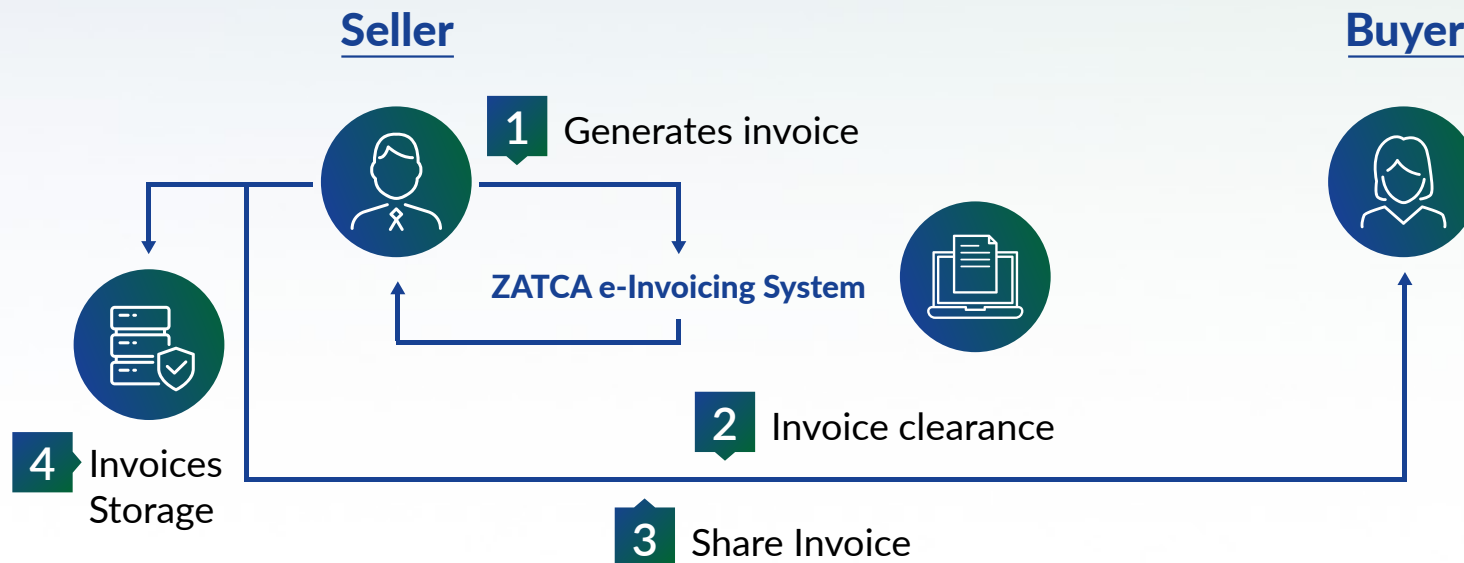 Seller
Buyer
1 Generates invoice
ZATCA e-Invoicing System
2 Invoice clearance
4 Invoices
Storage
3 Share Invoice